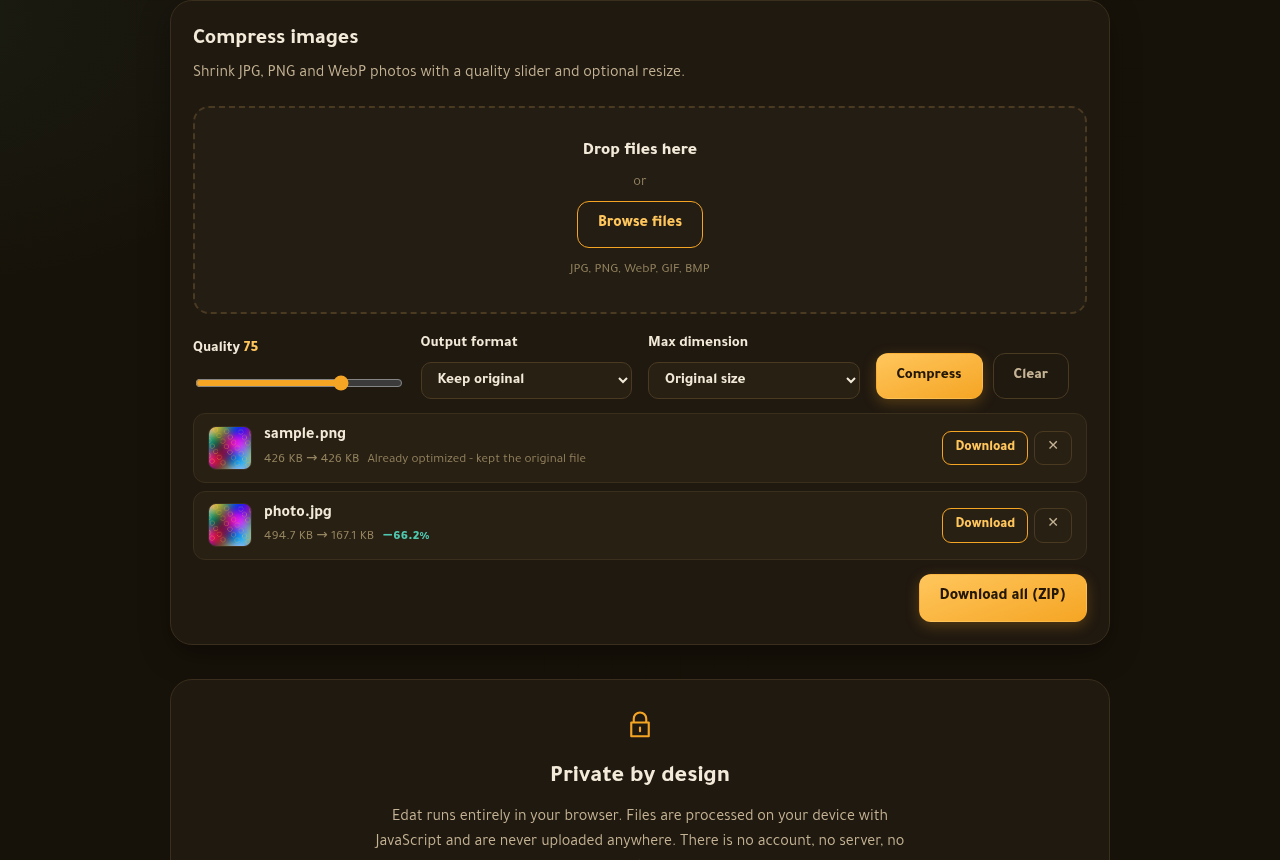 Compress images
Shrink JPG, PNG and WebP photos with a quality slider and optional resize.
Drop files here
or
Browse files
JPG, PNG, WebP, GIF, BMP
Quality 75
Output format
Max dimension
Keep original
Original size
Compress
Clear
sample.png
426 KB → 426 KB Already optimized - kept the original file
Download
✕
photo.jpg
494.7 KB → 167.1 KB −66.2%
Download
✕
Download all (ZIP)
Private by design
Edat runs entirely in your browser. Files are processed on your device with
JavaScript and are never uploaded anywhere. There is no account, no server, no